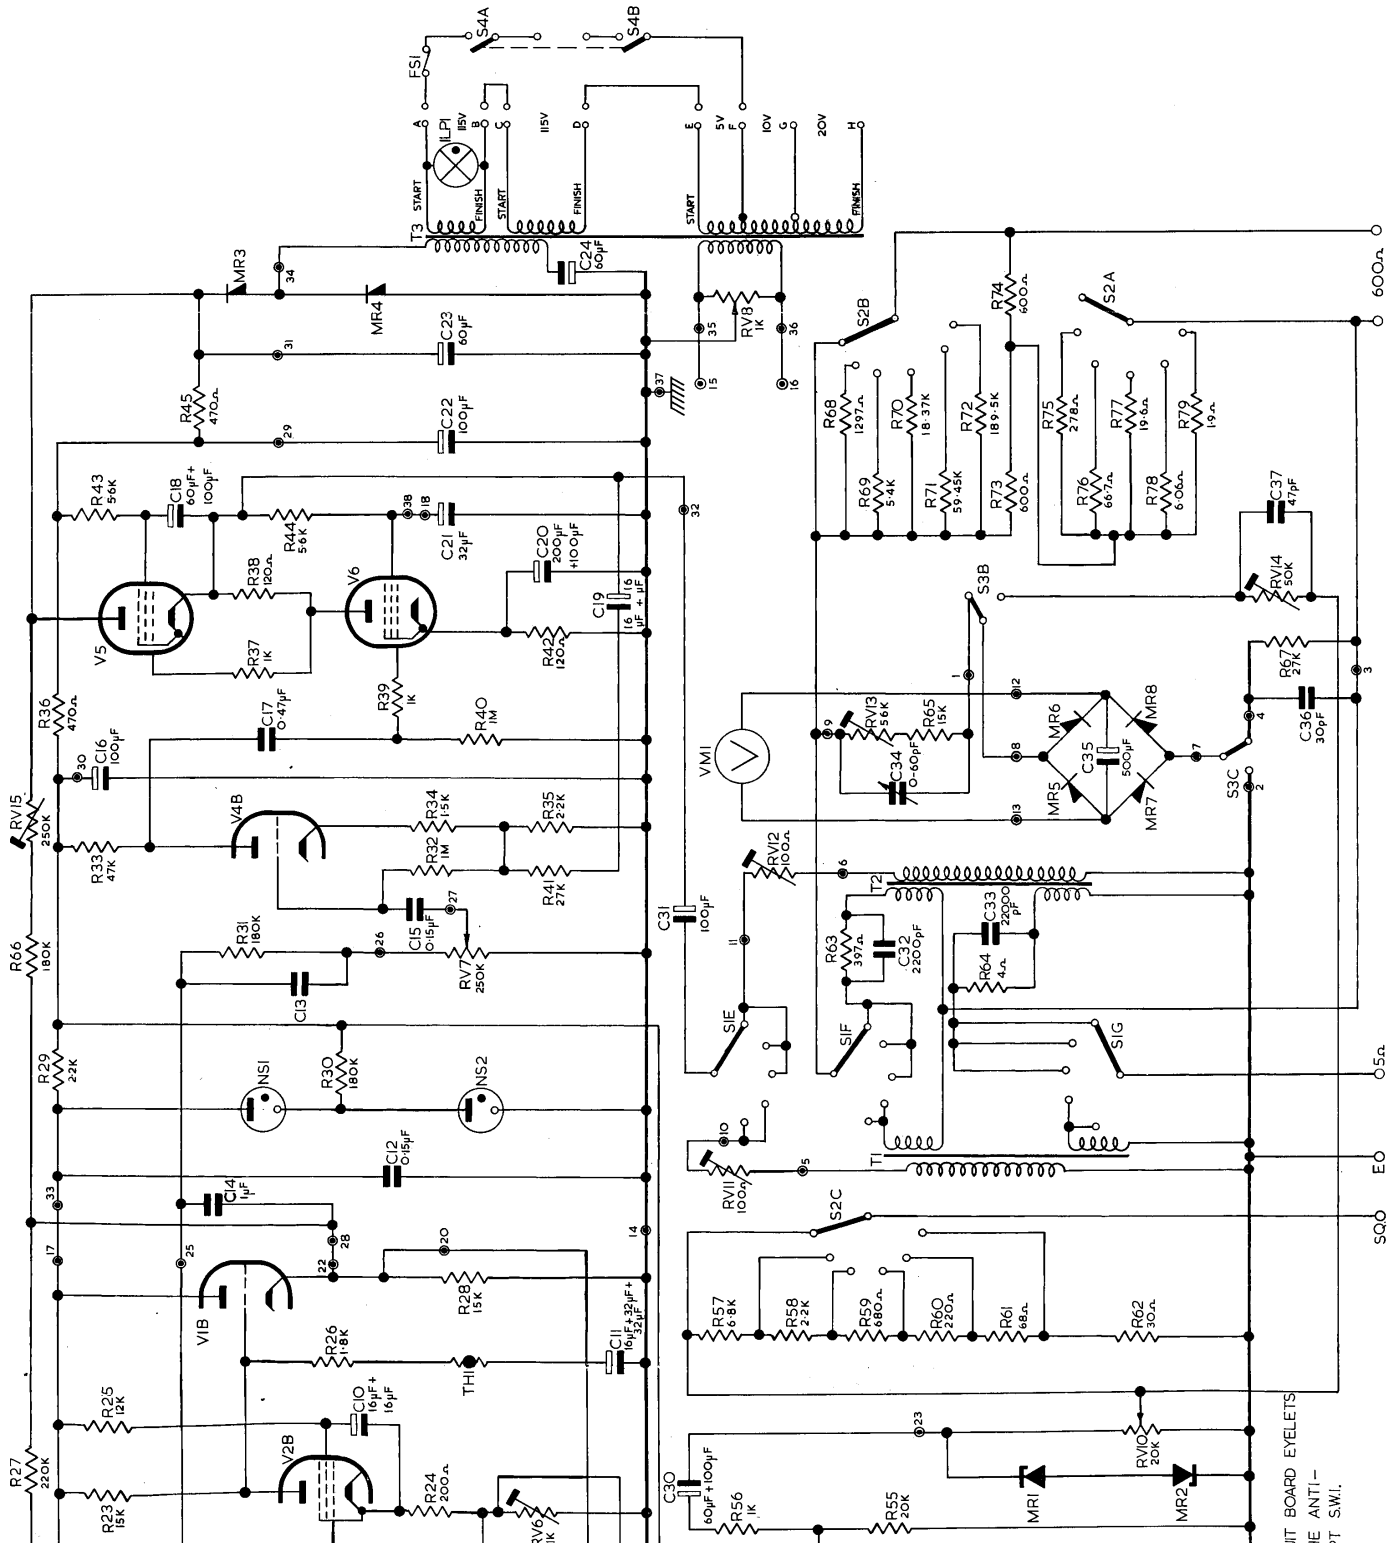 FS1
S4A
S4B
A
ILP1
115V
B
C
115V
D
E
5V
F
10V
G
20V
H
START
FINISH
START
FINISH
START
FINISH
T3
MR3
34
MR4
C24
60µF
R45
470Ω
31
C23
60µF
29
C22
100µF
37
35
RV8
1K
36
15
16
R43
5·6K
C18
60µF+
100µF
R44
5·6K
38
18
C21
32µF
V5
R38
120Ω
R37
1K
V6
R39
1K
C20
200µF
+100µF
R42
120Ω
C19
16 16
µF + µF
32
R36
470Ω
30
C16
100µF
C17
0·47µF
R40
1M
RV15
250K
R33
47K
V4B
R34
1·5K
R35
2·2K
R32
1M
R41
27K
C15
0·15µF
27
R66
180K
R31
180K
26
C13
RV7
250K
R29
2·2K
NS1
R30
180K
NS2
C12
0·15µF
33
C14
1µF
17
25
28
22
20
14
V1B
R28
15K
R26
1·8K
TH1
C11
16µF+32µF+
32µF
R27
220K
R25
12K
R23
15K
V2B
C10
16µF+
16µF
R24
200Ω
RV6
1K
S2B
R74
600Ω
S2A
600Ω
R68
1297Ω
R69
5·4K
R70
18·37K
R71
59·45K
R72
189·5K
R73
600Ω
R75
278Ω
R76
66·7Ω
R77
19·6Ω
R78
6·06Ω
R79
1·9Ω
C37
47pF
RV14
50K
S3B
1
12
VM1
9
RV13
56K
R65
15K
C34
0-60pF
8
13
MR6
MR8
C35
500µF
MR5
MR7
7
S3C
2
4
R67
27K
C36
30pF
3
C31
100µF
RV12
100Ω
6
11
T2
R63
397Ω
C32
2200pF
C33
22000
pF
R64
4Ω
S1E
S1F
S1G
5Ω
10
RV11
100Ω
5
T1
E
S2C
SQ.
R57
6·8K
R58
2·2K
R59
680Ω
R60
220Ω
R61
68Ω
R62
30Ω
23
C30
60µF+100µF
RV10
20K
R56
1K
R55
20K
MR1
MR2
IT BOARD EYELETS
HE ANTI–
PT S.W.1.